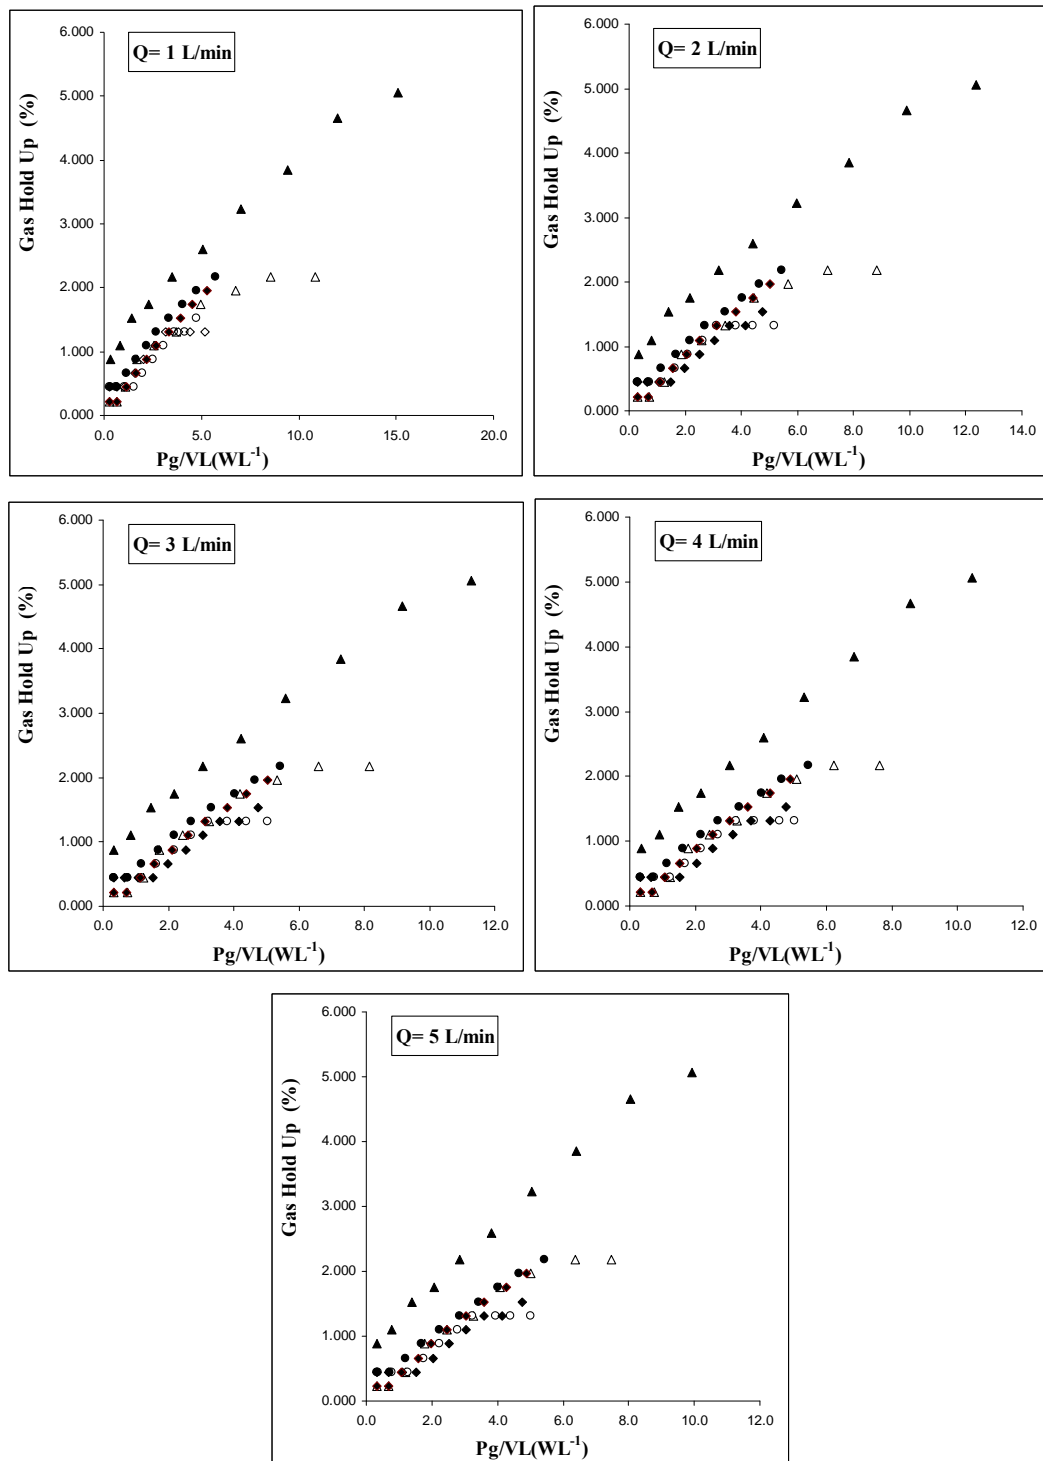 Q= 1 L/min
Gas Hold Up (%)
6.000
5.000
4.000
3.000
2.000
1.000
0.000
0.0 5.0 10.0 15.0 20.0
Pg/VL(WL⁻¹)
Q= 2 L/min
Gas Hold Up (%)
6.000
5.000
4.000
3.000
2.000
1.000
0.000
0.0 2.0 4.0 6.0 8.0 10.0 12.0 14.0
Pg/VL(WL⁻¹)
Q= 3 L/min
Gas Hold Up (%)
6.000
5.000
4.000
3.000
2.000
1.000
0.000
0.0 2.0 4.0 6.0 8.0 10.0 12.0
Pg/VL(WL⁻¹)
Q= 4 L/min
Gas Hold Up (%)
6.000
5.000
4.000
3.000
2.000
1.000
0.000
0.0 2.0 4.0 6.0 8.0 10.0 12.0
Pg/VL(WL⁻¹)
Q= 5 L/min
Gas Hold Up (%)
6.000
5.000
4.000
3.000
2.000
1.000
0.000
0.0 2.0 4.0 6.0 8.0 10.0 12.0
Pg/VL(WL⁻¹)